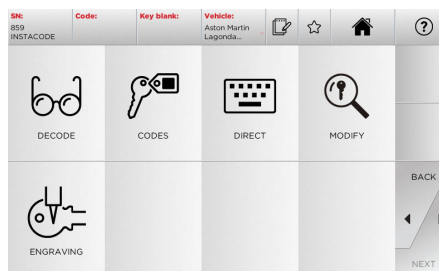 SN:
859
INSTACODE
Code:
Key blank:
Vehicle:
Aston Martin
Lagonda...
?
DECODE
CODES
DIRECT
MODIFY
BACK
ENGRAVING
NEXT